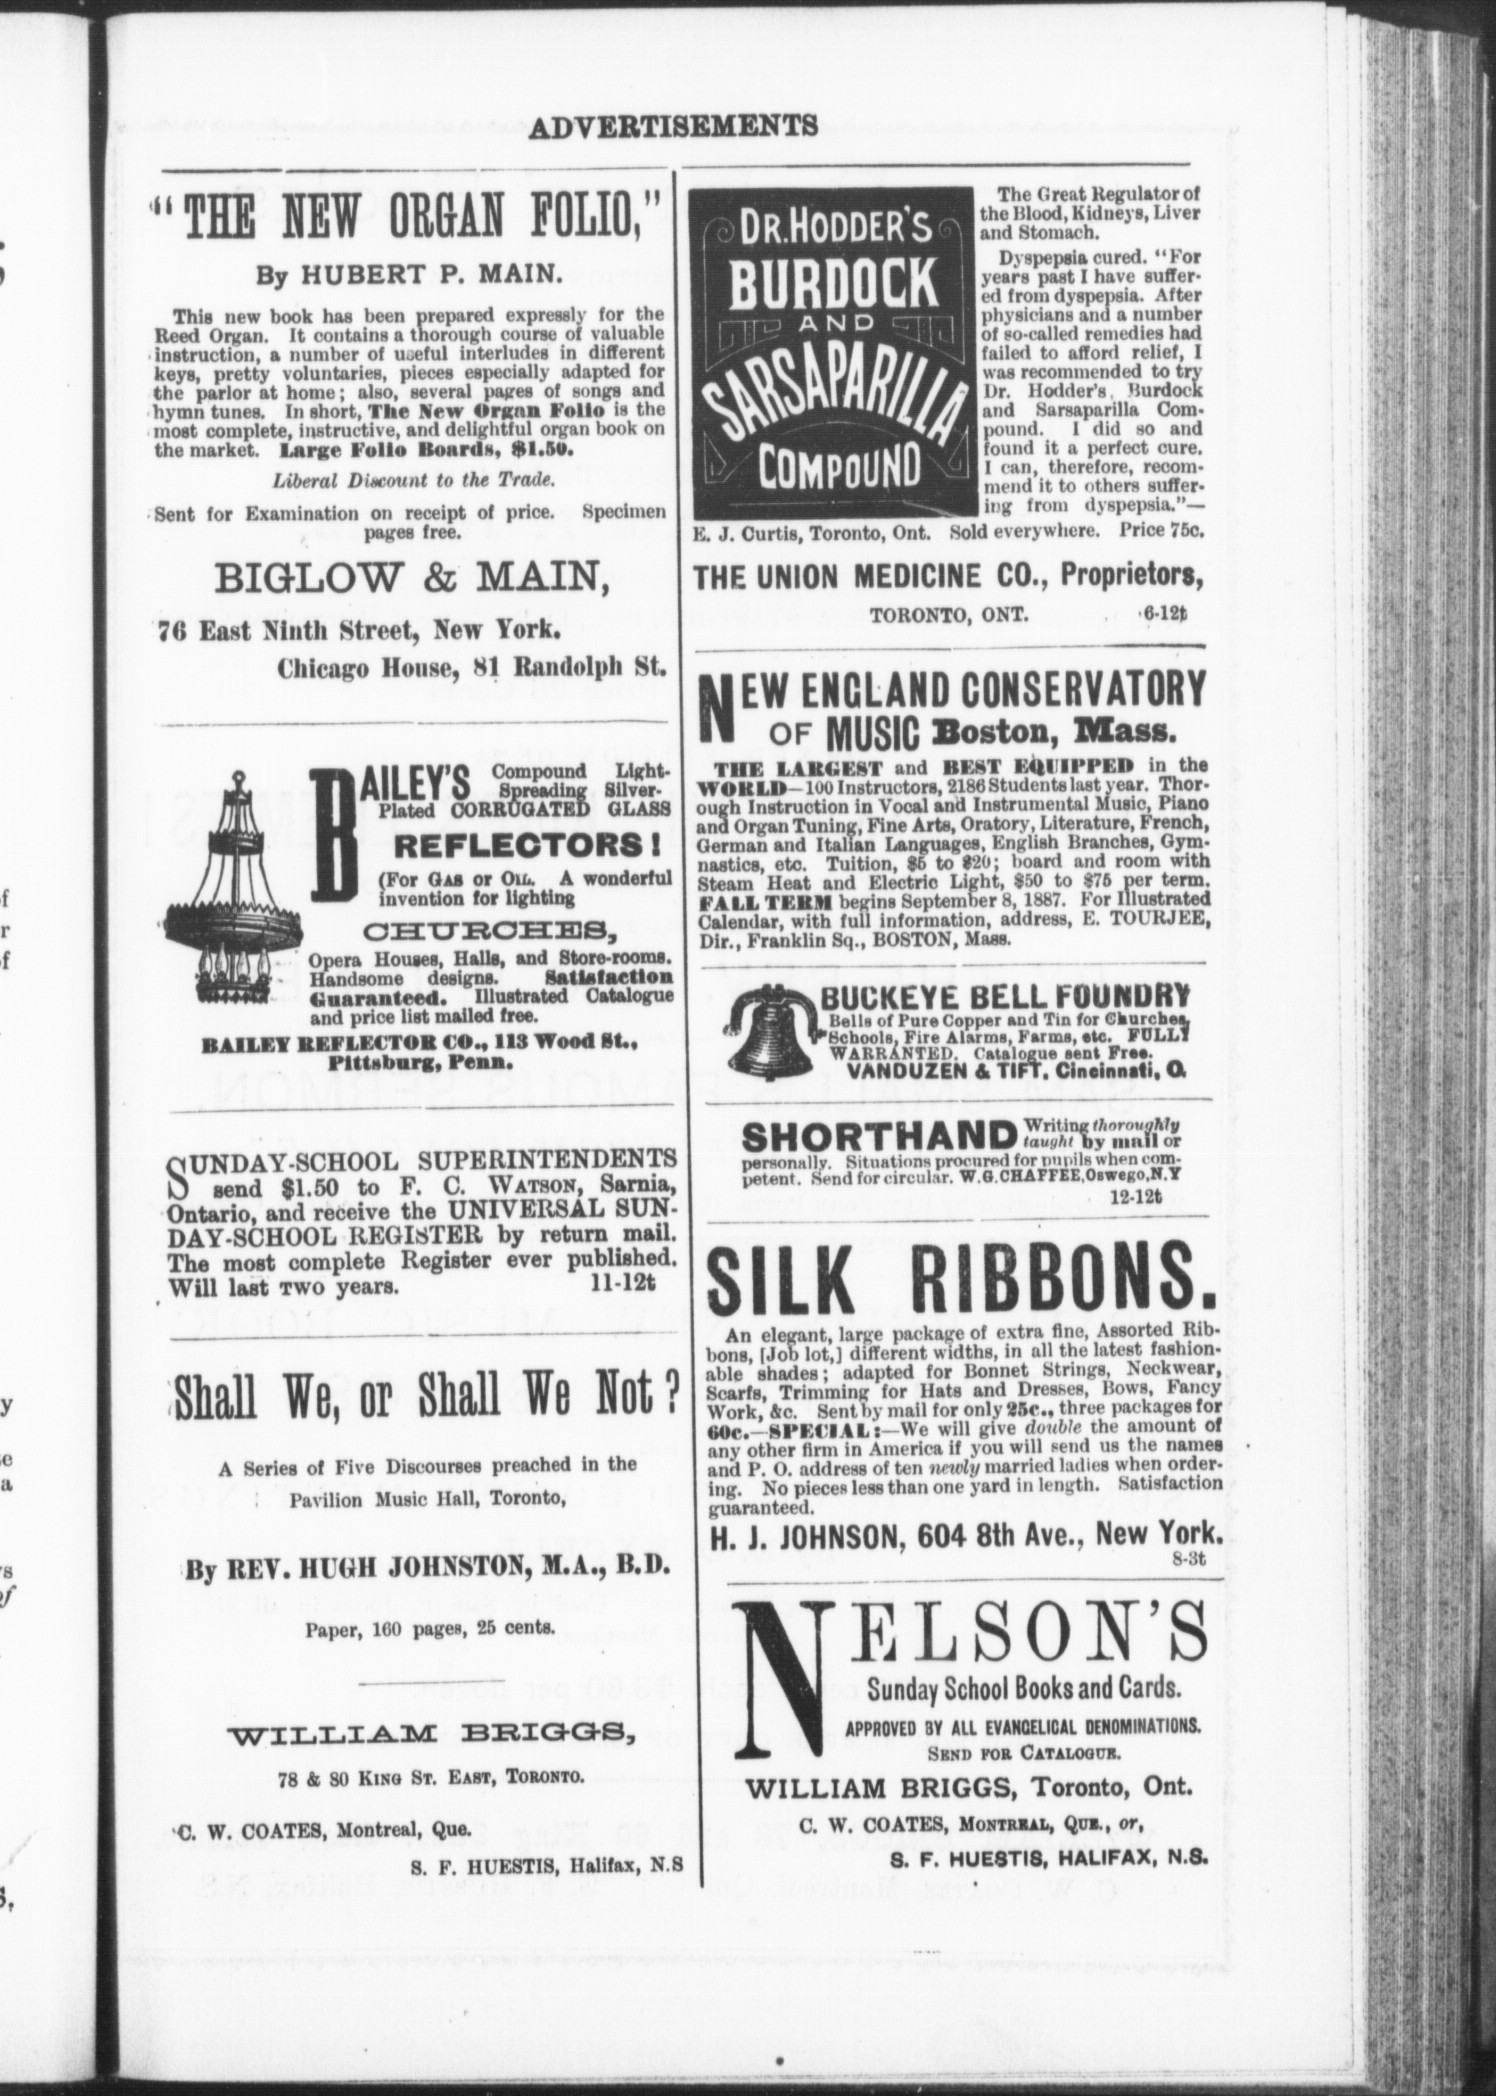 ADVERTISEMENTS
"THE NEW ORGAN FOLIO,"
By HUBERT P. MAIN.
This new book has been prepared expressly for the
Reed Organ. It contains a thorough course of valuable
instruction, a number of useful interludes in different
keys, pretty voluntaries, pieces especially adapted for
the parlor at home; also, several pages of songs and
hymn tunes. In short, The New Organ Folio is the
most complete, instructive, and delightful organ book on
the market. Large Folio Boards, $1.50.
Liberal Discount to the Trade.
Sent for Examination on receipt of price. Specimen
pages free.
BIGLOW & MAIN,
76 East Ninth Street, New York.
Chicago House, 81 Randolph St.
BAILEY'S Compound Light-
Spreading Silver-
Plated CORRUGATED GLASS
REFLECTORS!
(For GAS or OIL. A wonderful
invention for lighting
CHURCHES,
Opera Houses, Halls, and Store-rooms.
Handsome designs. Satisfaction
Guaranteed. Illustrated Catalogue
and price list mailed free.
BAILEY REFLECTOR CO., 113 Wood St.,
Pittsburg, Penn.
SUNDAY-SCHOOL SUPERINTENDENTS
send $1.50 to F. C. WATSON, Sarnia,
Ontario, and receive the UNIVERSAL SUN-
DAY-SCHOOL REGISTER by return mail.
The most complete Register ever published.
Will last TWO years. 11-12t
Shall We, or Shall We Not?
A Series of Five Discourses preached in the
Pavilion Music Hall, Toronto,
By REV. HUGH JOHNSTON, M.A., B.D.
Paper, 160 pages, 25 cents.
WILLIAM BRIGGS,
78 & 80 KING ST. EAST, TORONTO.
C. W. COATES, Montreal, Que.
S. F. HUESTIS, Halifax, N.S
DR. HODDER'S
BURDOCK
AND
SARSAPARILLA
COMPOUND
The Great Regulator of
the Blood, Kidneys, Liver
and Stomach.
Dyspepsia cured. "For
years past I have suffer-
ed from dyspepsia. After
physicians and a number
of so-called remedies had
failed to afford relief, I
was recommended to try
Dr. Hodder's Burdock
and Sarsaparilla Com-
pound. I did so and
found it a perfect cure.
I can, therefore, recom-
mend it to others suffer-
ing from dyspepsia."—
E. J. Curtis, Toronto, Ont. Sold everywhere. Price 75c.
THE UNION MEDICINE CO., Proprietors,
TORONTO, ONT. 6-12t
NEW ENGLAND CONSERVATORY
OF MUSIC Boston, Mass.
THE LARGEST and BEST EQUIPPED in the
WORLD—100 Instructors, 2186 Students last year. Thor-
ough Instruction in Vocal and Instrumental Music, Piano
and Organ Tuning, Fine Arts, Oratory, Literature, French,
German and Italian Languages, English Branches, Gym-
nastics, etc. Tuition, $5 to $20; board and room with
Steam Heat and Electric Light, $50 to $75 per term.
FALL TERM begins September 8, 1887. For Illustrated
Calendar, with full information, address, E. TOURJEE,
Dir., Franklin Sq., BOSTON, Mass.
BUCKEYE BELL FOUNDRY
Bells of Pure Copper and Tin for Churches,
Schools, Fire Alarms, Farms, etc. FULLY
WARRANTED. Catalogue sent Free.
VANDUZEN & TIFT, Cincinnati, O.
SHORTHAND Writing thoroughly
taught by mail or
personally. Situations procured for pupils when com-
petent. Send for circular. W.G. CHAFFEE, Oswego, N.Y
12-12t
SILK RIBBONS.
An elegant, large package of extra fine, Assorted Rib-
bons, [Job lot,] different widths, in all the latest fashion-
able shades; adapted for Bonnet Strings, Neckwear,
Scarfs, Trimming for Hats and Dresses, Bows, Fancy
Work, &c. Sent by mail for only 25c., three packages for
60c.—SPECIAL:—We will give double the amount of
any other firm in America if you will send us the names
and P. O. address of ten newly married ladies when order-
ing. No pieces less than one yard in length. Satisfaction
guaranteed.
H. J. JOHNSON, 604 8th Ave., New York.
8-3t
NELSON'S
Sunday School Books and Cards.
APPROVED BY ALL EVANGELICAL DENOMINATIONS.
SEND FOR CATALOGUE.
WILLIAM BRIGGS, Toronto, Ont.
C. W. COATES, MONTREAL, QUE., or,
S. F. HUESTIS, HALIFAX, N.S.